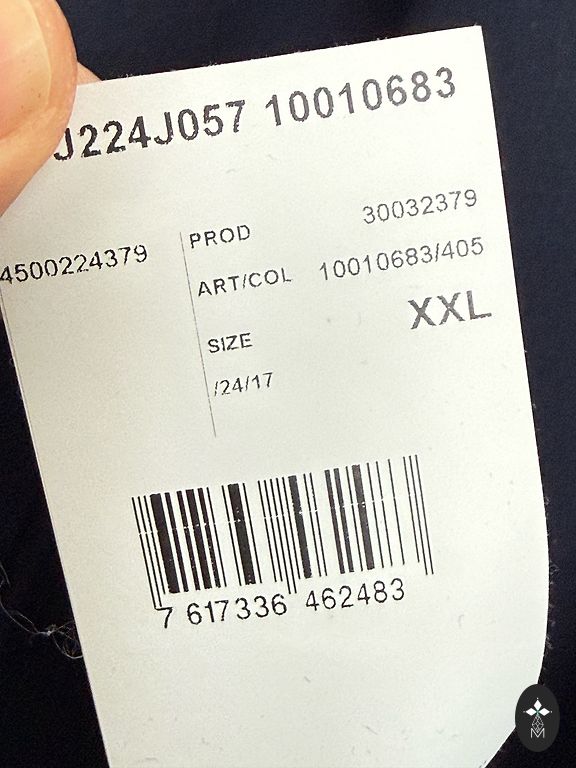 J224J057 10010683
4500224379
PROD 30032379
ART/COL 10010683/405
SIZE XXL
/24/17
7 617336 462483
M